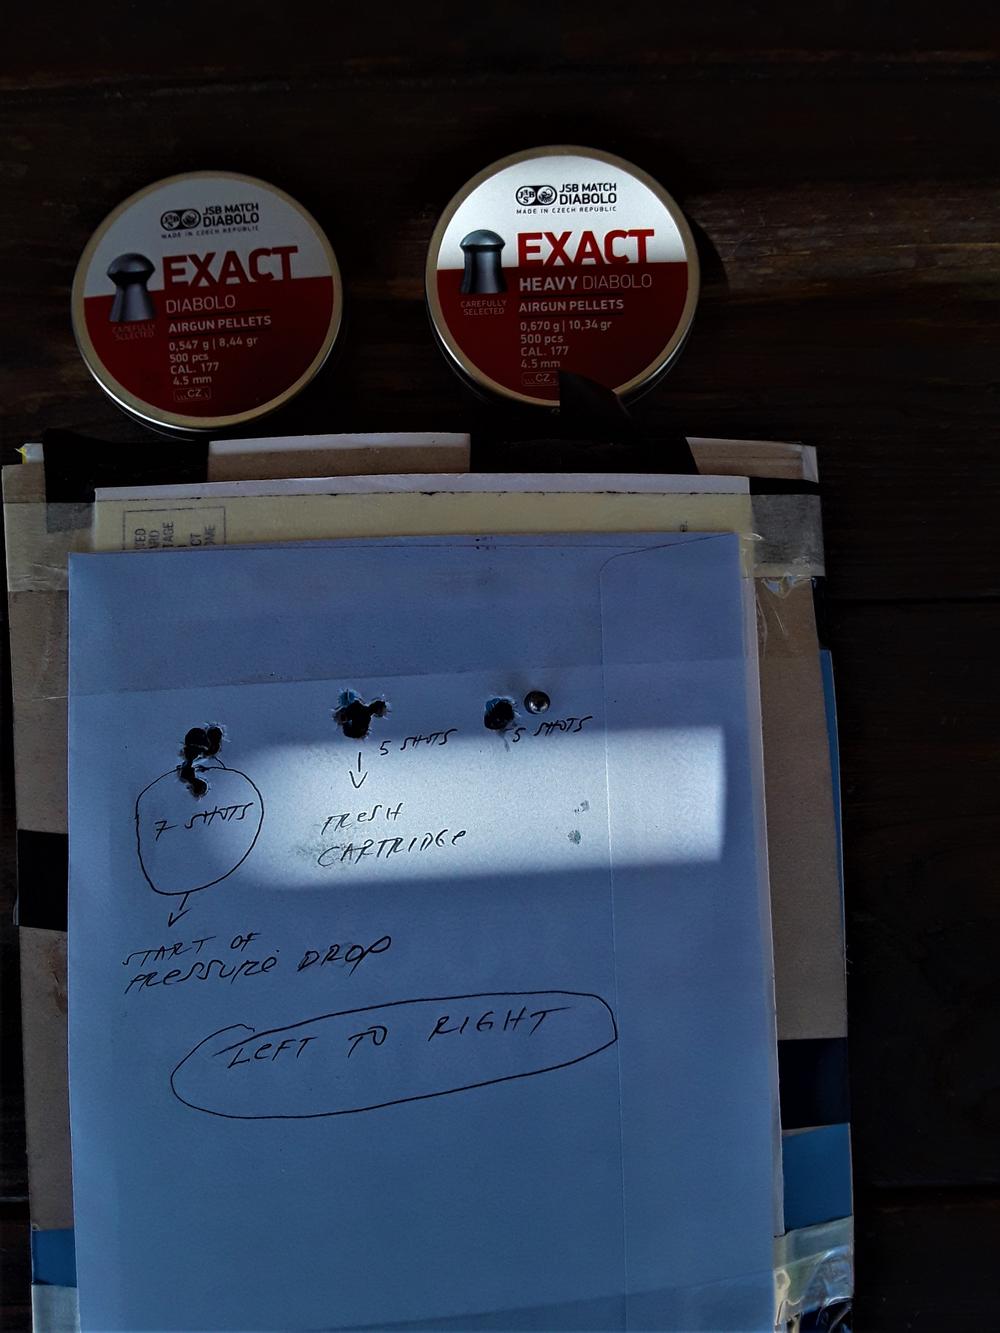 JSB MATCH
DIABOLO
MADE IN CZECH REPUBLIC
EXACT
DIABOLO
CAREFULLY
SELECTED
AIRGUN PELLETS
0,547 g | 8,44 gr
500 pcs
CAL. 177
4.5 mm
CZ
JSB MATCH
DIABOLO
MADE IN CZECH REPUBLIC
EXACT
HEAVY DIABOLO
CAREFULLY
SELECTED
AIRGUN PELLETS
0,670 g | 10,34 gr
500 pcs
CAL. 177
4.5 mm
CZ
5 SHOTS
5 SHOTS
7 SHOTS
FRESH
CARTRIDGE
START OF
PRESSURE DROP
LEFT TO RIGHT